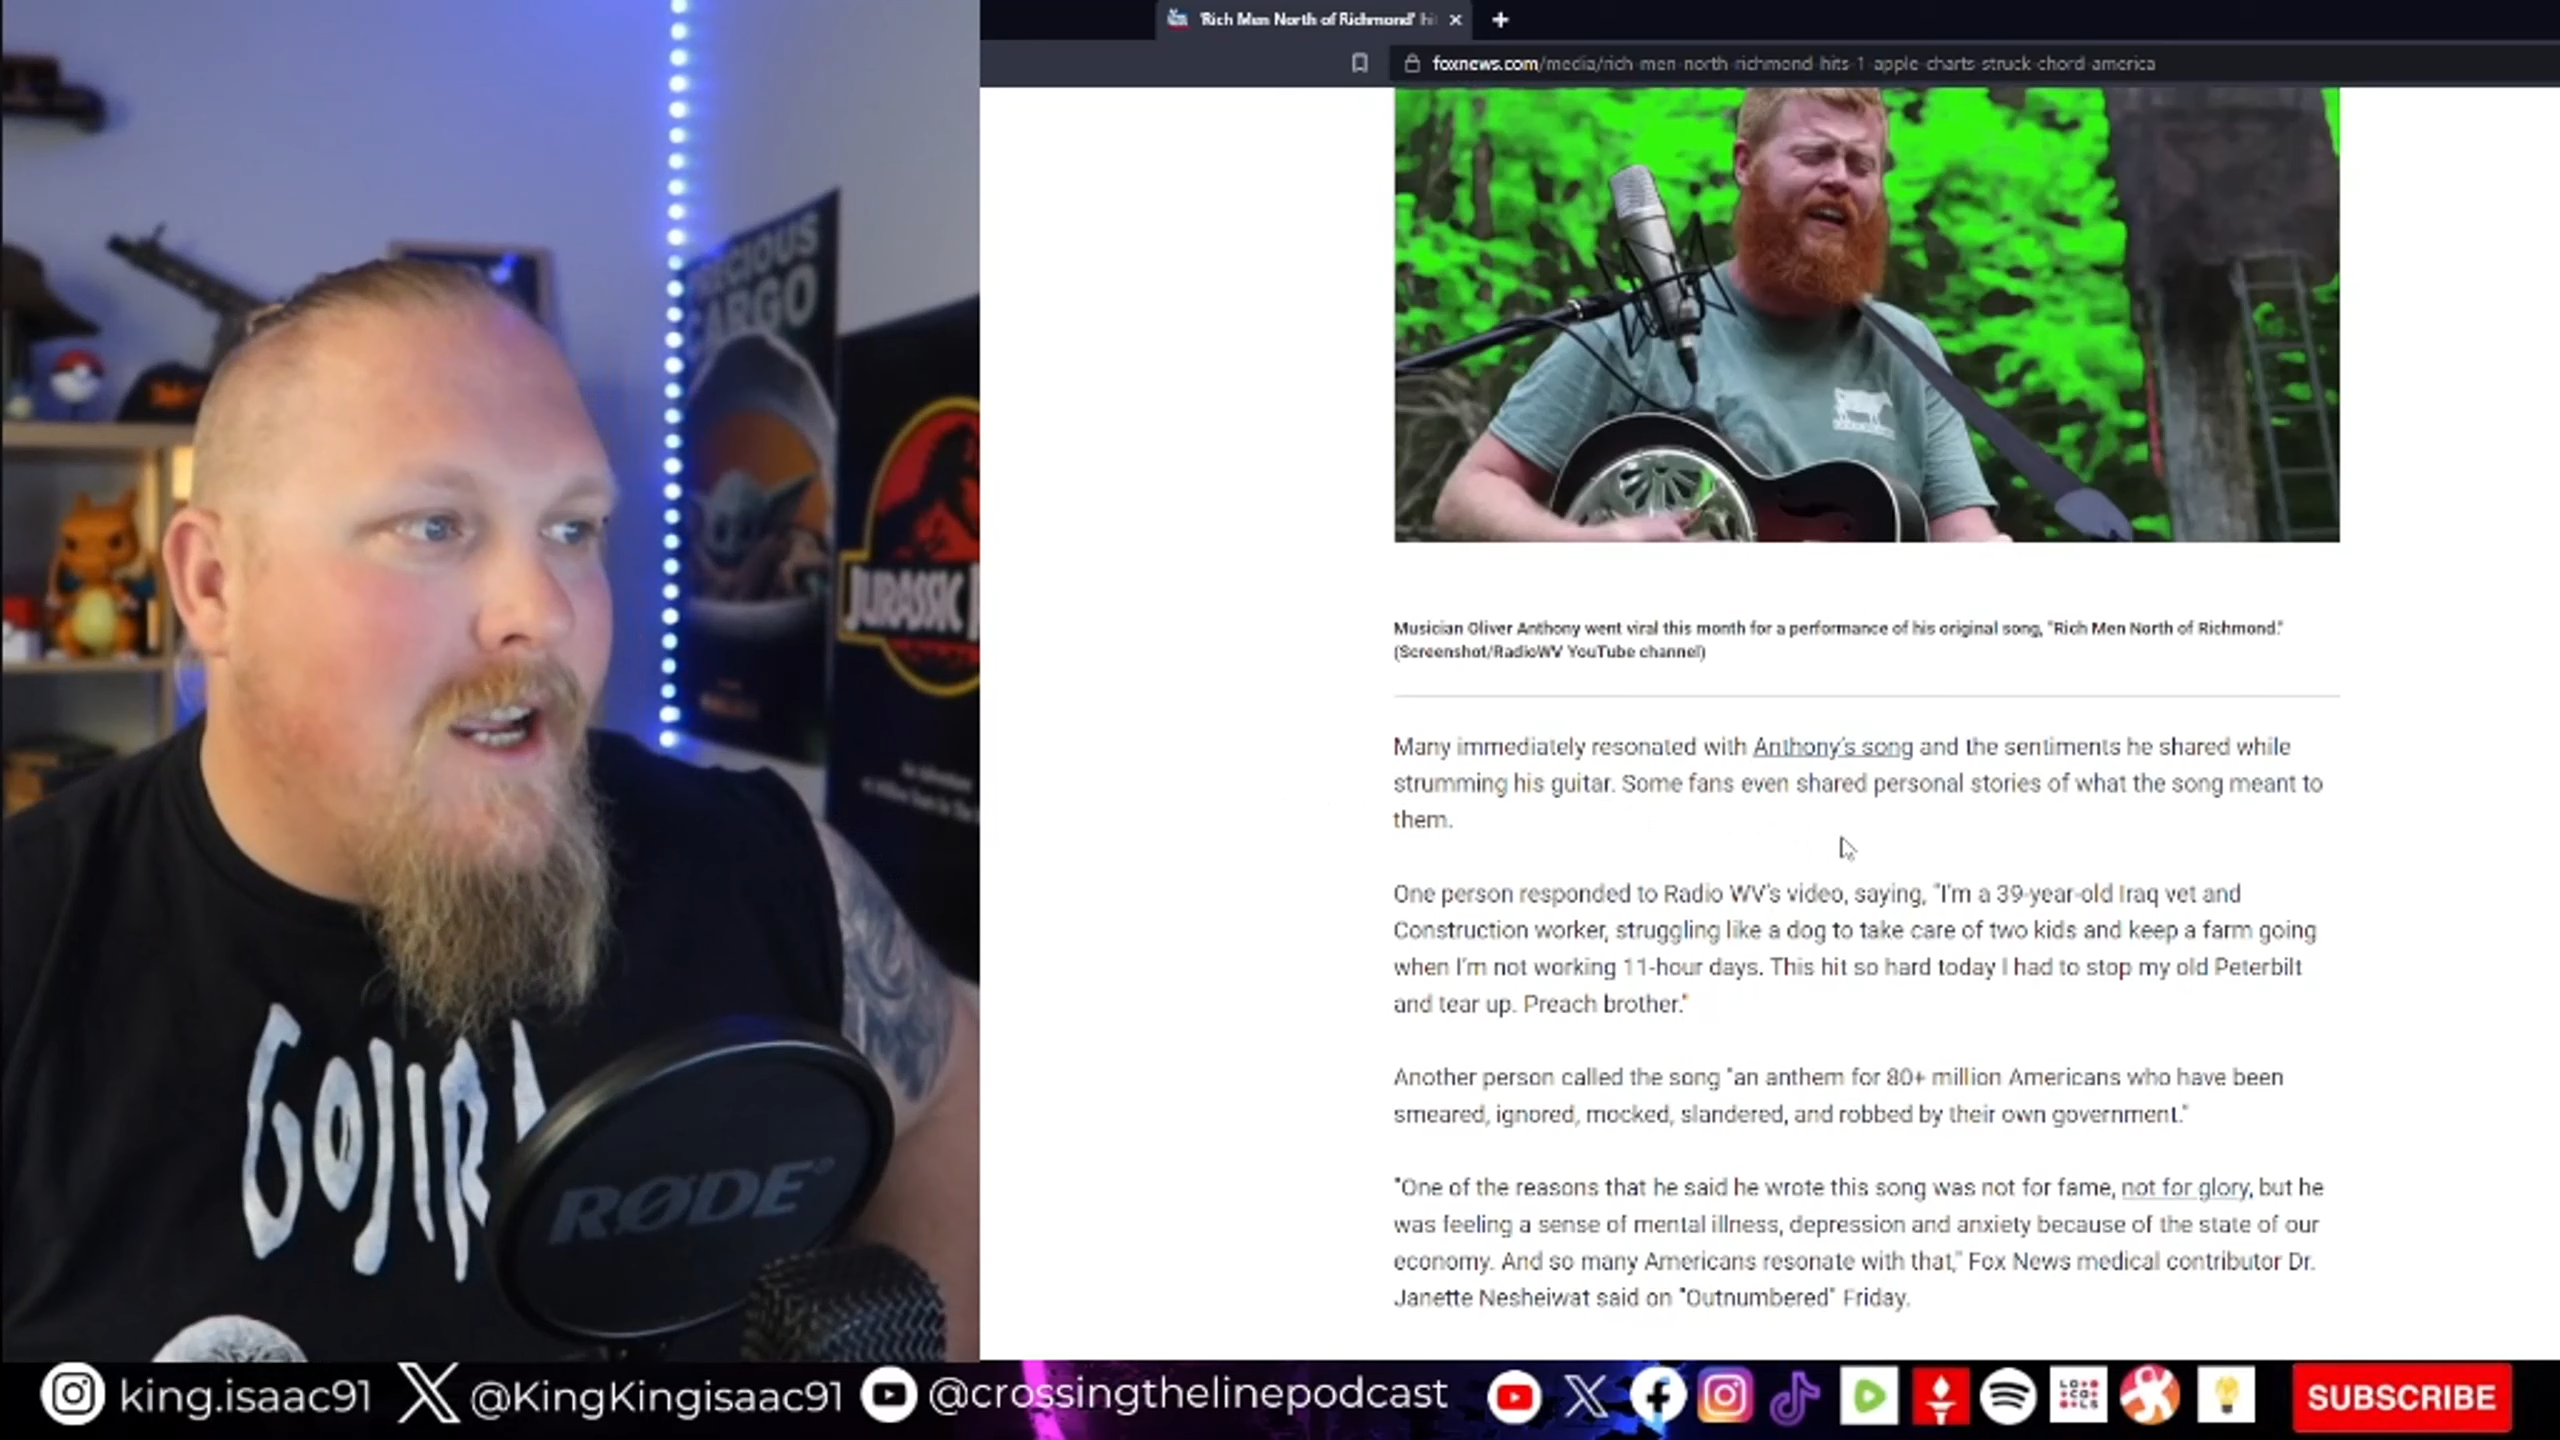 'Rich Men North of Richmond' hi
foxnews.com/media/rich-men-north-richmond-hits-1-apple-charts-struck-chord-america
PRECIOUS
CARGO
JURASSIC
GOJIRA
RØDE
Musician Oliver Anthony went viral this month for a performance of his original song, "Rich Men North of Richmond."
(Screenshot/RadioWV YouTube channel)
Many immediately resonated with Anthony's song and the sentiments he shared while
strumming his guitar. Some fans even shared personal stories of what the song meant to
them.
One person responded to Radio WV's video, saying, "I'm a 39-year-old Iraq vet and
Construction worker, struggling like a dog to take care of two kids and keep a farm going
when I'm not working 11-hour days. This hit so hard today I had to stop my old Peterbilt
and tear up. Preach brother."
Another person called the song "an anthem for 80+ million Americans who have been
smeared, ignored, mocked, slandered, and robbed by their own government."
"One of the reasons that he said he wrote this song was not for fame, not for glory, but he
was feeling a sense of mental illness, depression and anxiety because of the state of our
economy. And so many Americans resonate with that," Fox News medical contributor Dr.
Janette Nesheiwat said on "Outnumbered" Friday.
king.isaac91 @KingKingisaac91 @crossingthelinepodcast
SUBSCRIBE